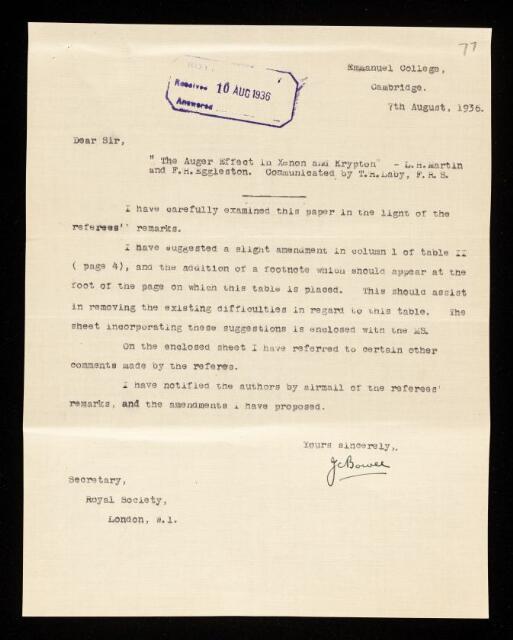 77
Emmanuel College,
Cambridge.
7th August, 1936.
Received 10 AUG 1936
Answered
Dear Sir,
" The Auger Effect in Xenon and Krypton" - L.H. Martin
and F.H. Eggleston. Communicated by T.H. Laby, F.R.S.
I have carefully examined this paper in the light of the
referees'' remarks.
I have suggested a slight amendment in column 1 of table II
( page 4), and the addition of a footnote which should appear at the
foot of the page on which this table is placed. This should assist
in removing the existing difficulties in regard to this table. The
sheet incorporating these suggestions is enclosed with the MS.
On the enclosed sheet I have referred to certain other
comments made by the referee.
I have notified the authors by airmail of the referees'
remarks, and the amendments I have proposed.
Yours sincerely,.
JCBower
Secretary,
Royal Society,
London, W.1.